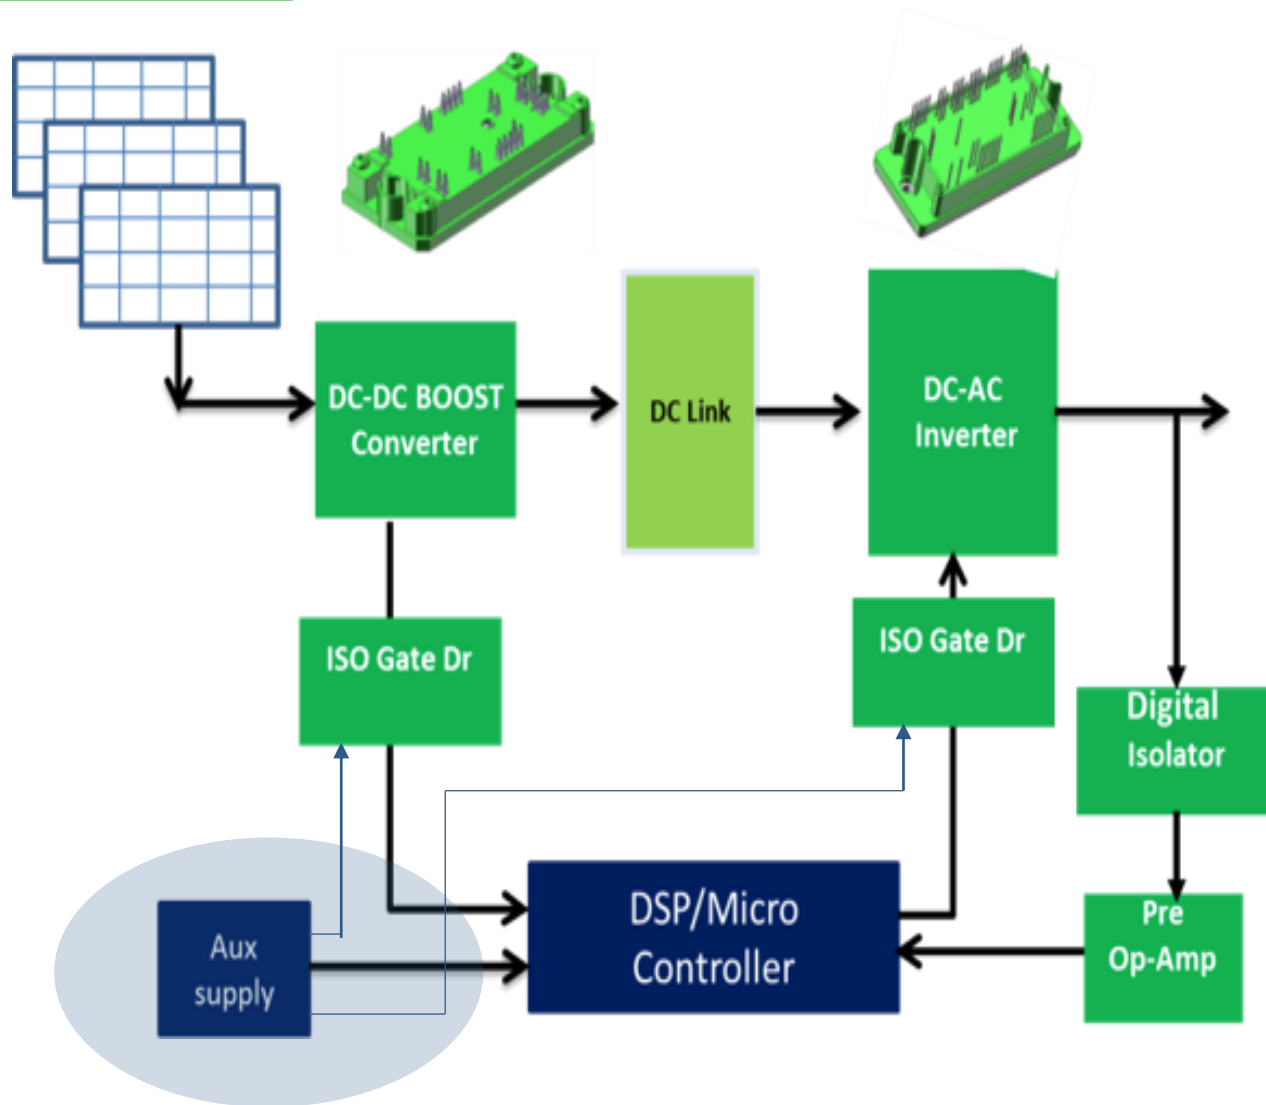 DC-DC BOOST
Converter
DC Link
DC-AC
Inverter
ISO Gate Dr
ISO Gate Dr
Digital
Isolator
Aux
supply
DSP/Micro
Controller
Pre
Op-Amp